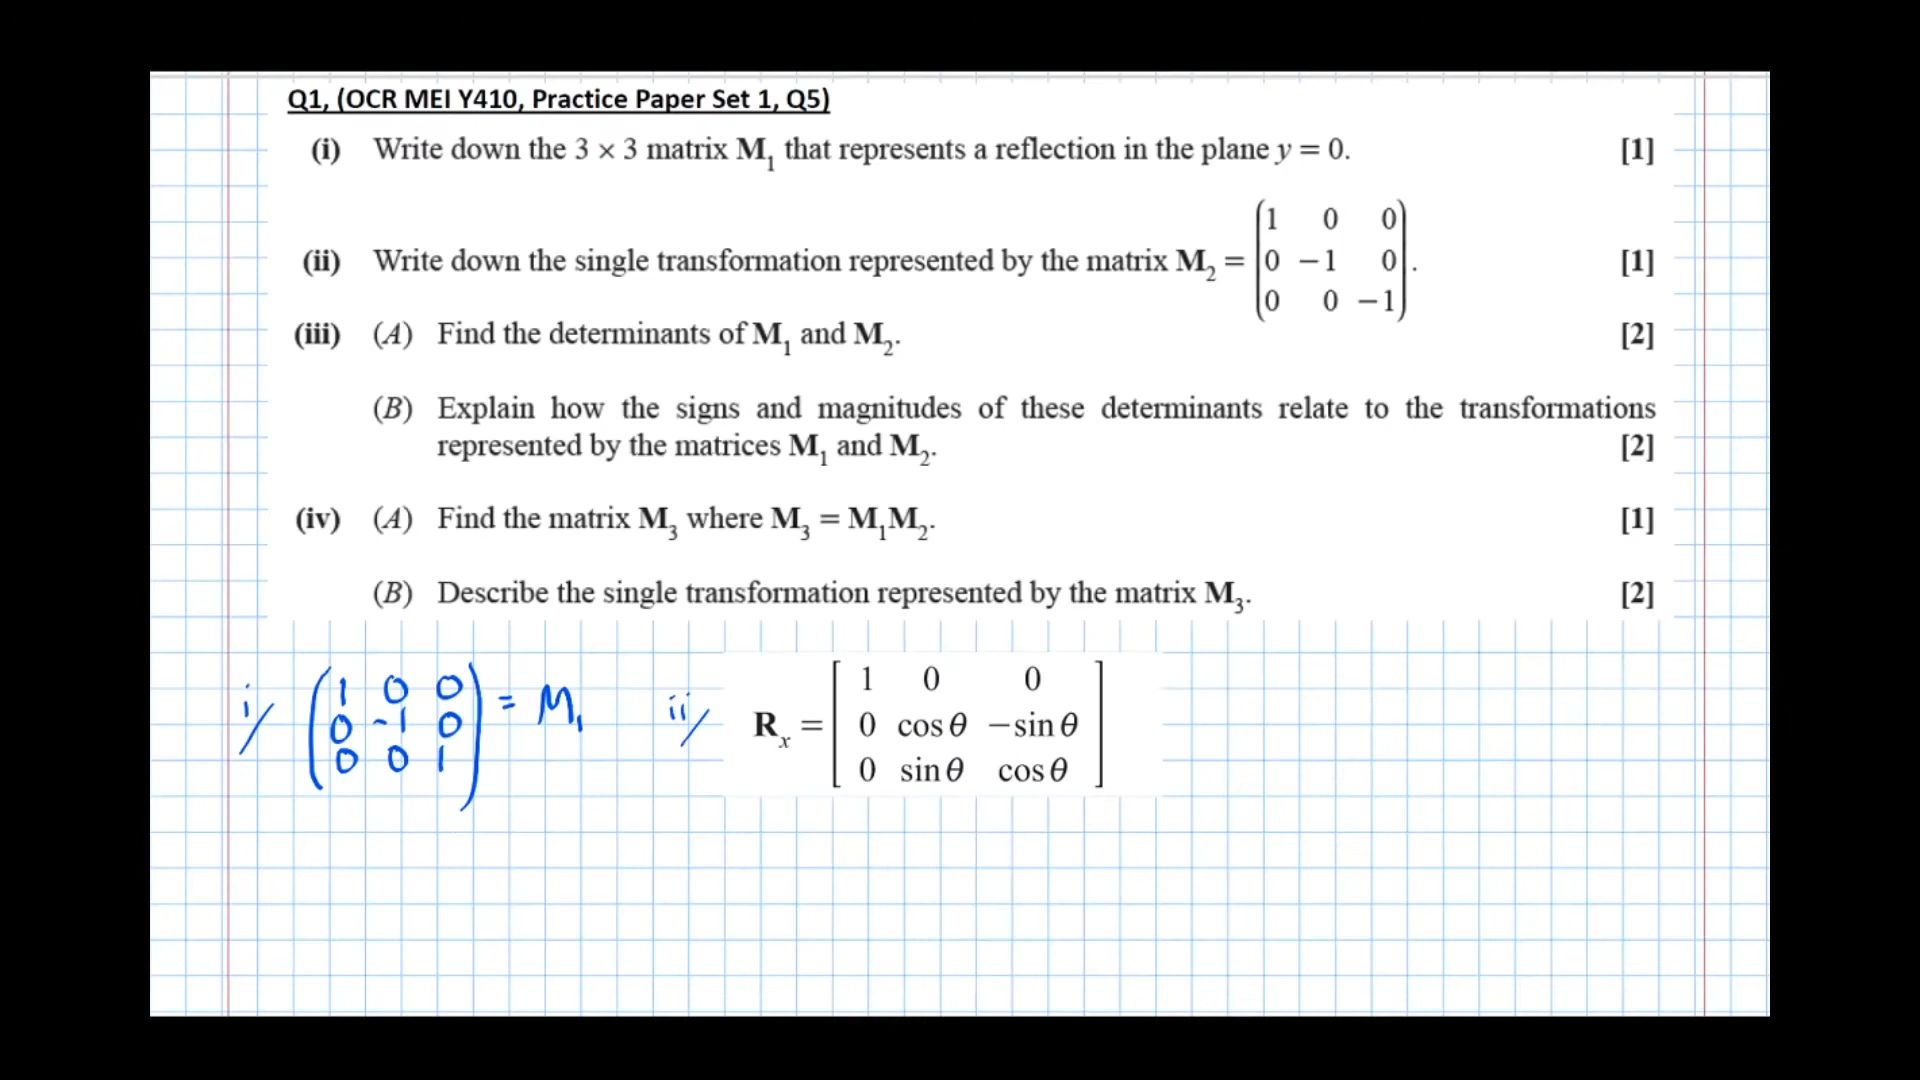 Q1, (OCR MEI Y410, Practice Paper Set 1, Q5)
(i) Write down the 3 × 3 matrix M₁ that represents a reflection in the plane y = 0. [1]
(ii) Write down the single transformation represented by the matrix M₂ = (1 0 0
0 −1 0
0 0 −1). [1]
(iii) (A) Find the determinants of M₁ and M₂. [2]
(B) Explain how the signs and magnitudes of these determinants relate to the transformations
represented by the matrices M₁ and M₂. [2]
(iv) (A) Find the matrix M₃ where M₃ = M₁M₂. [1]
(B) Describe the single transformation represented by the matrix M₃. [2]
i/ (1 0 0
0 -1 0
0 0 1) = M₁
ii/ Rₓ = [1 0 0
0 cos θ −sin θ
0 sin θ cos θ]